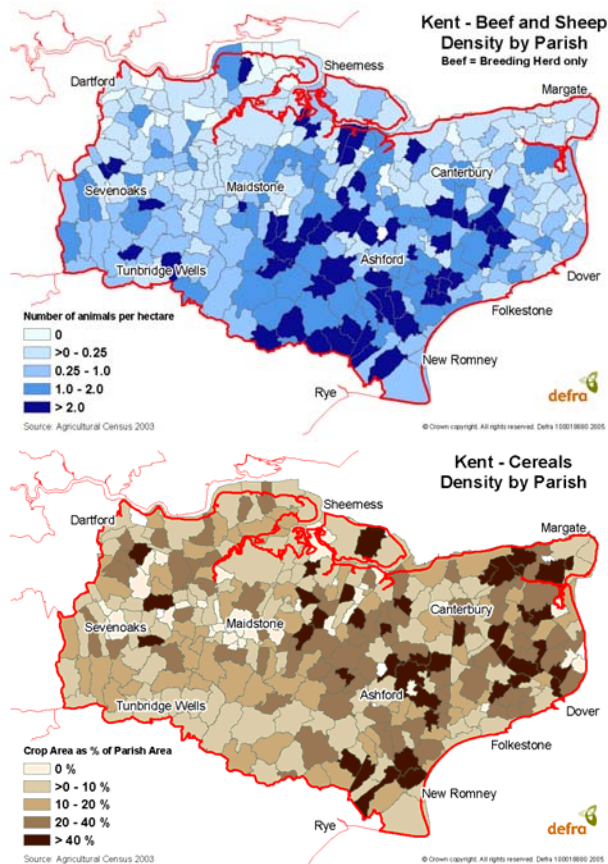 Kent - Beef and Sheep
Density by Parish
Beef = Breeding Herd only
Sheerness
Dartford
Margate
Canterbury
Sevenoaks
Maidstone
Ashford
Tunbridge Wells
Dover
Folkestone
Number of animals per hectare
0
>0 - 0.25
0.25 - 1.0
1.0 - 2.0
> 2.0
New Romney
Rye
defra
Source: Agricultural Census 2003
© Crown copyright. All rights reserved. Defra 100018880 2005
Kent - Cereals
Density by Parish
Sheerness
Dartford
Margate
Canterbury
Sevenoaks
Maidstone
Ashford
Tunbridge Wells
Dover
Folkestone
Crop Area as % of Parish Area
0 %
>0 - 10 %
10 - 20 %
20 - 40 %
> 40 %
New Romney
Rye
defra
Source: Agricultural Census 2003
© Crown copyright. All rights reserved. Defra 100018880 2005